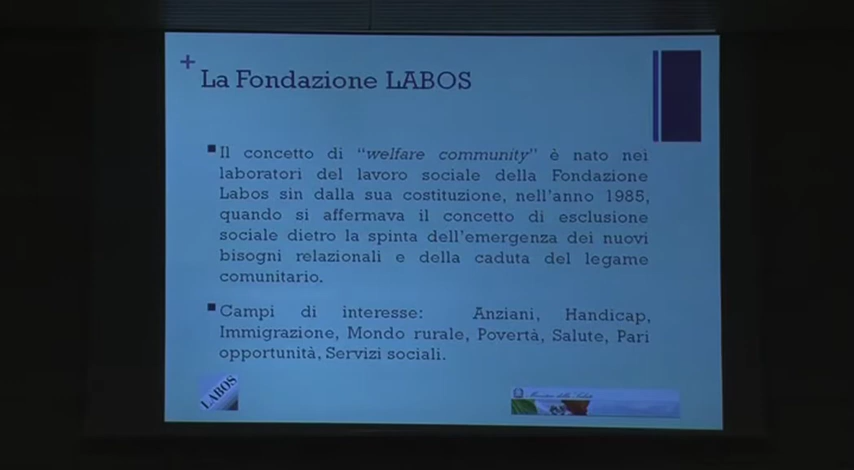 +
La Fondazione LABOS
Il concetto di “welfare community” è nato nei
laboratori del lavoro sociale della Fondazione
Labos sin dalla sua costituzione, nell’anno 1985,
quando si affermava il concetto di esclusione
sociale dietro la spinta dell’emergenza dei nuovi
bisogni relazionali e della caduta del legame
comunitario.
Campi di interesse: Anziani, Handicap,
Immigrazione, Mondo rurale, Povertà, Salute, Pari
opportunità, Servizi sociali.
LABOS
Ministero della Salute